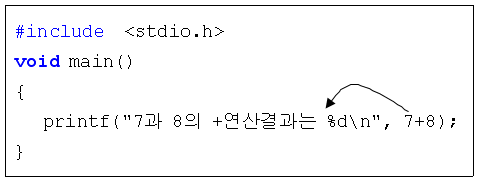 #include <stdio.h>
void main()
{
printf("7과 8의 +연산결과는 %d\n", 7+8);
}